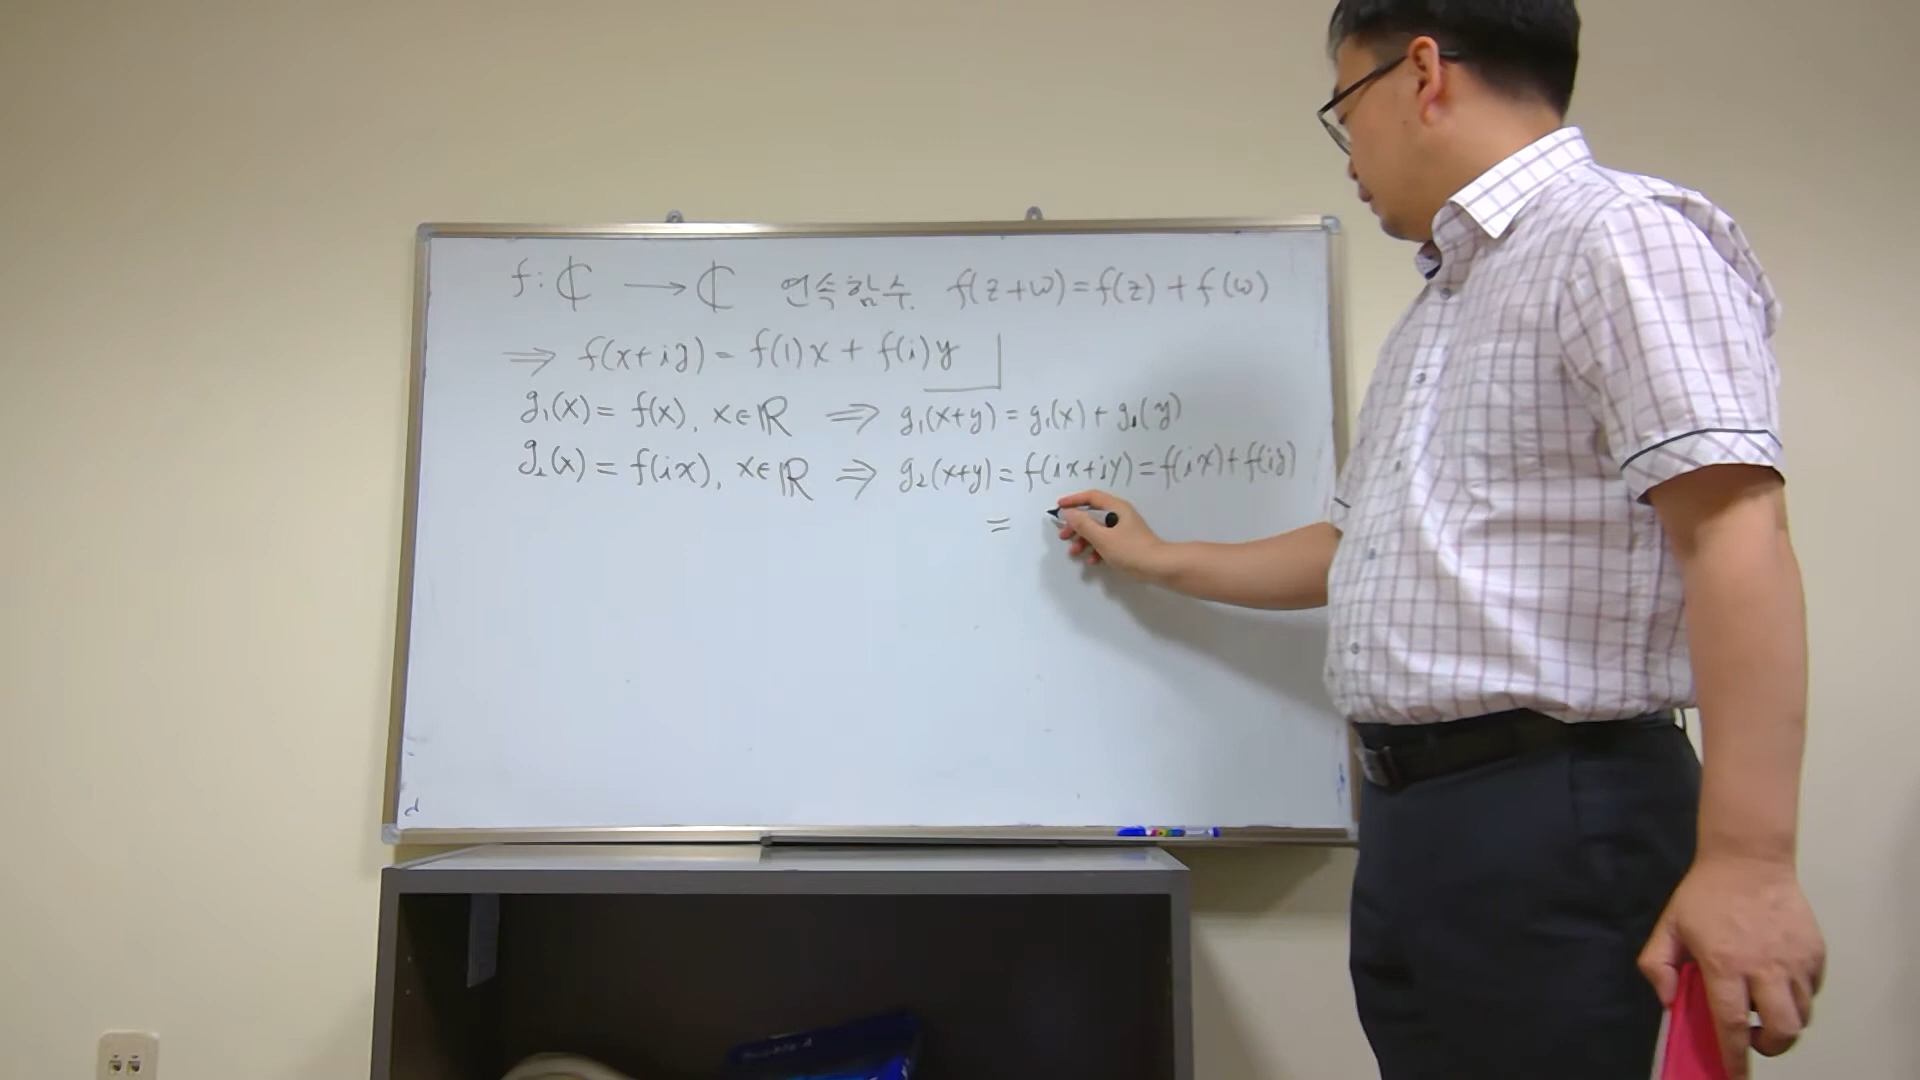 f: ℂ → ℂ 연속함수. f(z+w)=f(z)+f(w)
⇒ f(x+iy) = f(1)x + f(i)y
g₁(x) = f(x), x∈ℝ ⇒ g₁(x+y) = g₁(x) + g₁(y)
g₂(x) = f(ix), x∈ℝ ⇒ g₂(x+y) = f(ix+iy) = f(ix) + f(iy)
=